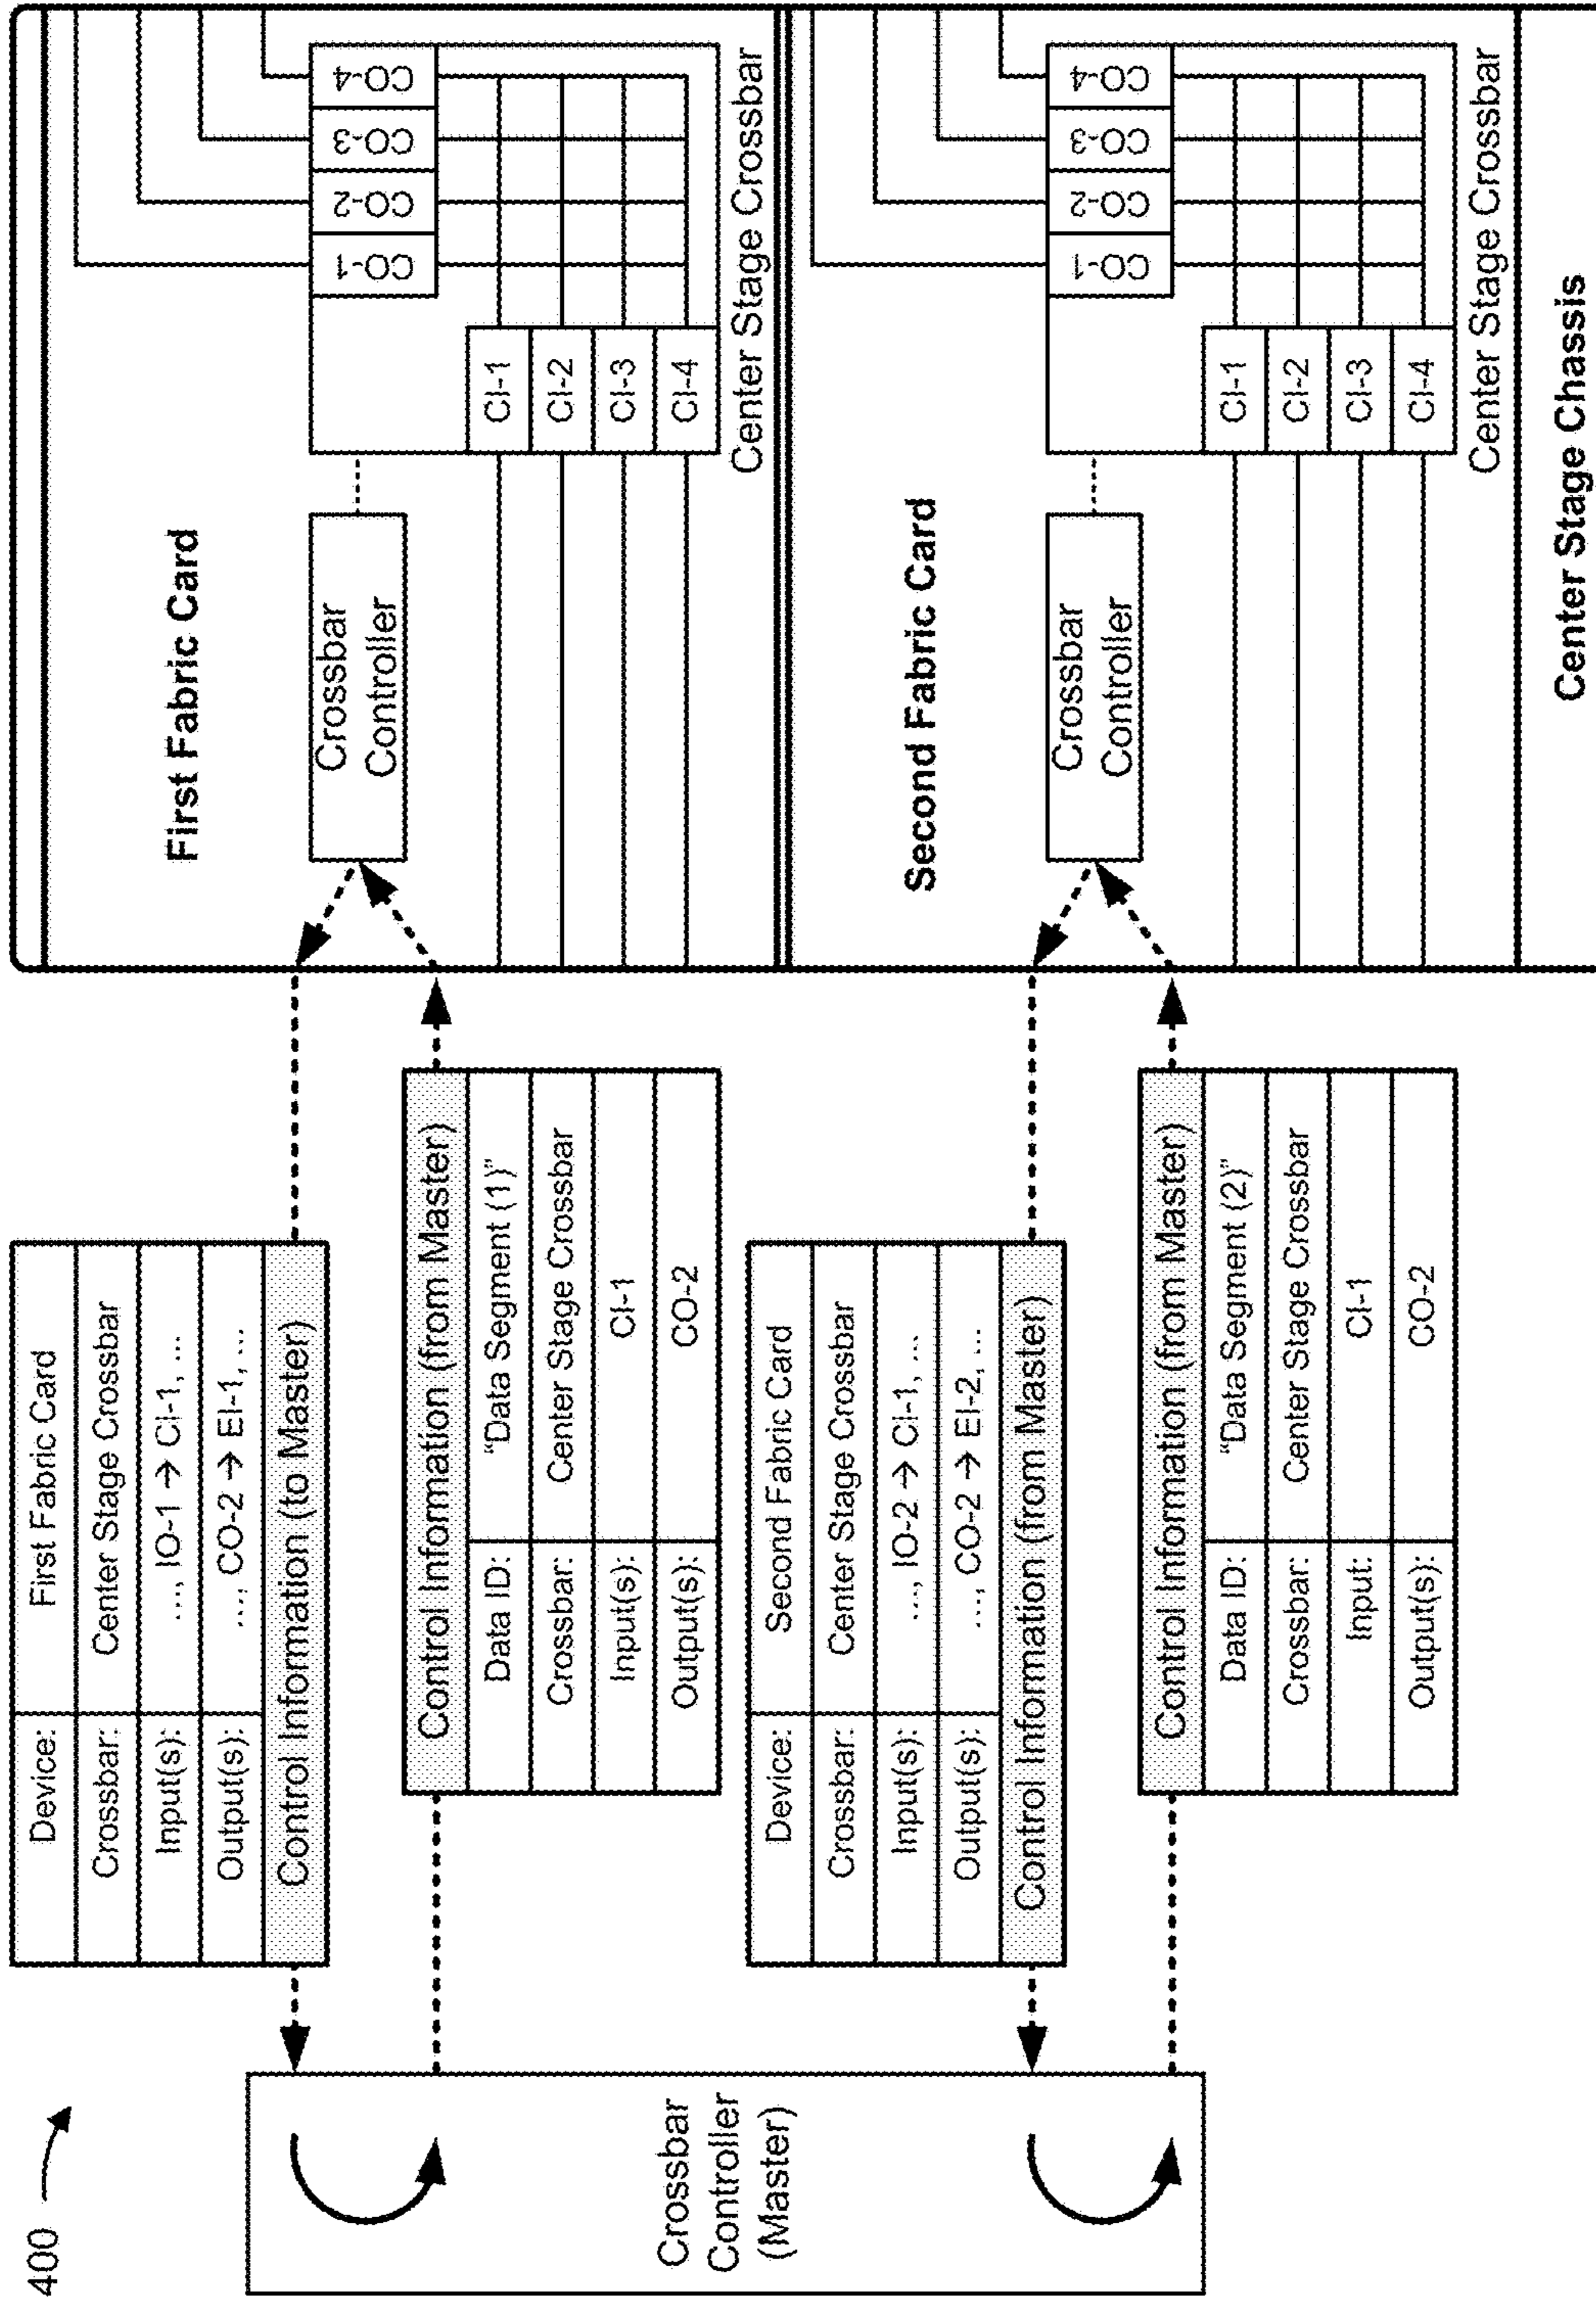 400
Crossbar
Controller
(Master)
Device: First Fabric Card
Crossbar: Center Stage Crossbar
Input(s): ..., IO-1 → CI-1, ...
Output(s): ..., CO-2 → EI-1, ...
Control Information (to Master)
Control Information (from Master)
Data ID: “Data Segment (1)”
Crossbar: Center Stage Crossbar
Input(s): CI-1
Output(s): CO-2
Device: Second Fabric Card
Crossbar: Center Stage Crossbar
Input(s): ..., IO-2 → CI-1, ...
Output(s): ..., CO-2 → EI-2, ...
Control Information (from Master)
Control Information (from Master)
Data ID: “Data Segment (2)”
Crossbar: Center Stage Crossbar
Input: CI-1
Output(s): CO-2
First Fabric Card
Crossbar
Controller
CO-1 CO-2 CO-3 CO-4
CI-1
CI-2
CI-3
CI-4
Center Stage Crossbar
Second Fabric Card
Crossbar
Controller
CO-1 CO-2 CO-3 CO-4
CI-1
CI-2
CI-3
CI-4
Center Stage Crossbar
Center Stage Chassis